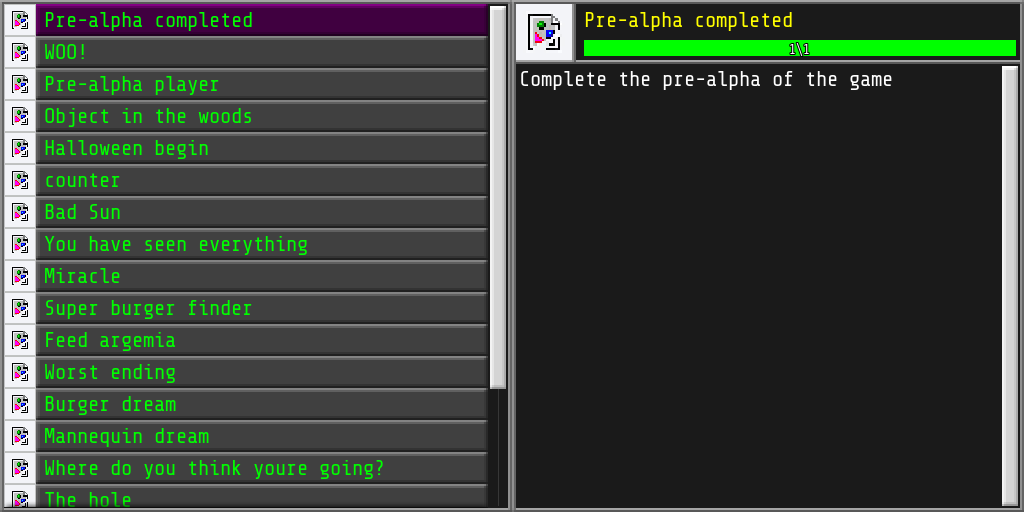 Pre-alpha completed
WOO!
Pre-alpha player
Object in the woods
Halloween begin
counter
Bad Sun
You have seen everything
Miracle
Super burger finder
Feed argemia
Worst ending
Burger dream
Mannequin dream
Where do you think youre going?
The hole
Pre-alpha completed
1\1
Complete the pre-alpha of the game